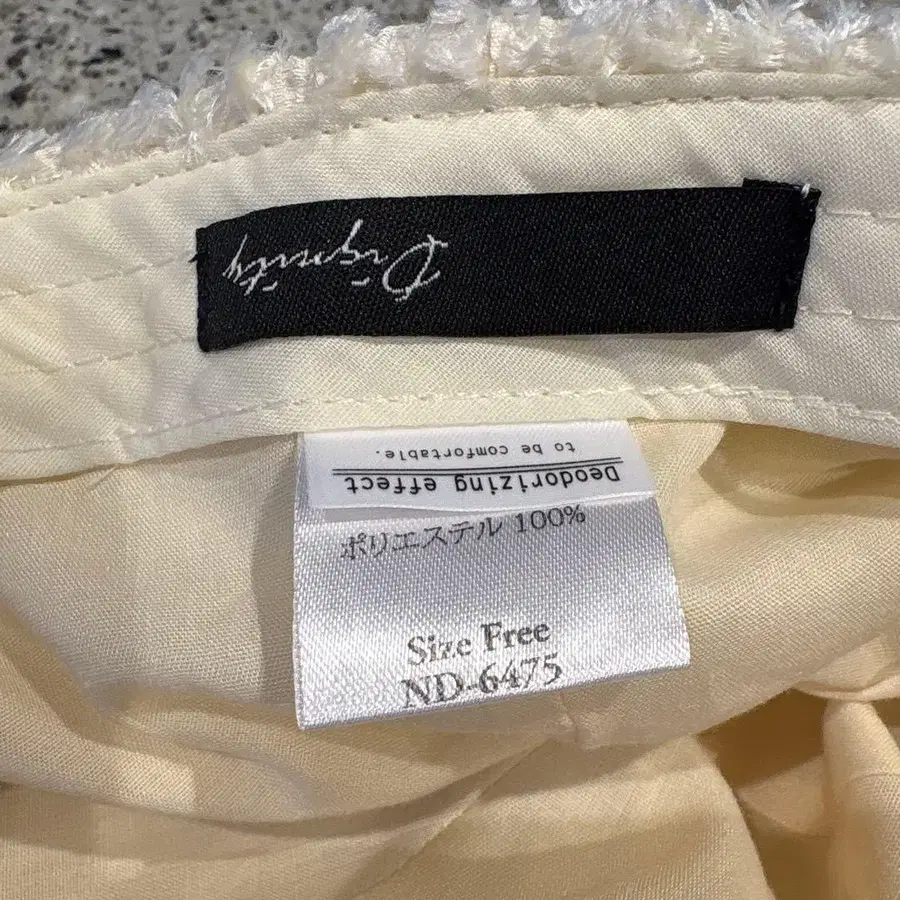 Dignity
Deodorizing effect
to be comfortable.
ポリエステル 100%
Size Free
ND-6475